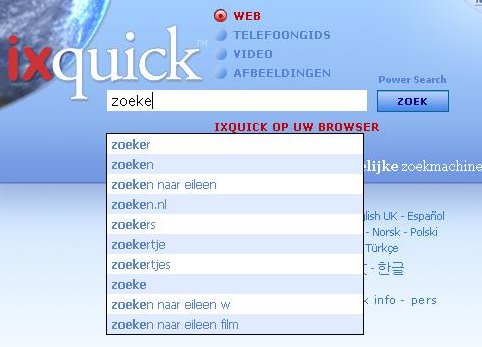 WEB
TELEFOONGIDS
VIDEO
AFBEELDINGEN
ixquick™
Power Search
zoeke
ZOEK
IXQUICK OP UW BROWSER
zoeker
zoeken
zoeken naar eileen
zoeken.nl
zoekers
zoekertje
zoekertjes
zoeke
zoeken naar eileen w
zoeken naar eileen film
elijke zoekmachine
glish UK - Español
- Norsk - Polski
Türkçe
- 한글
k info - pers